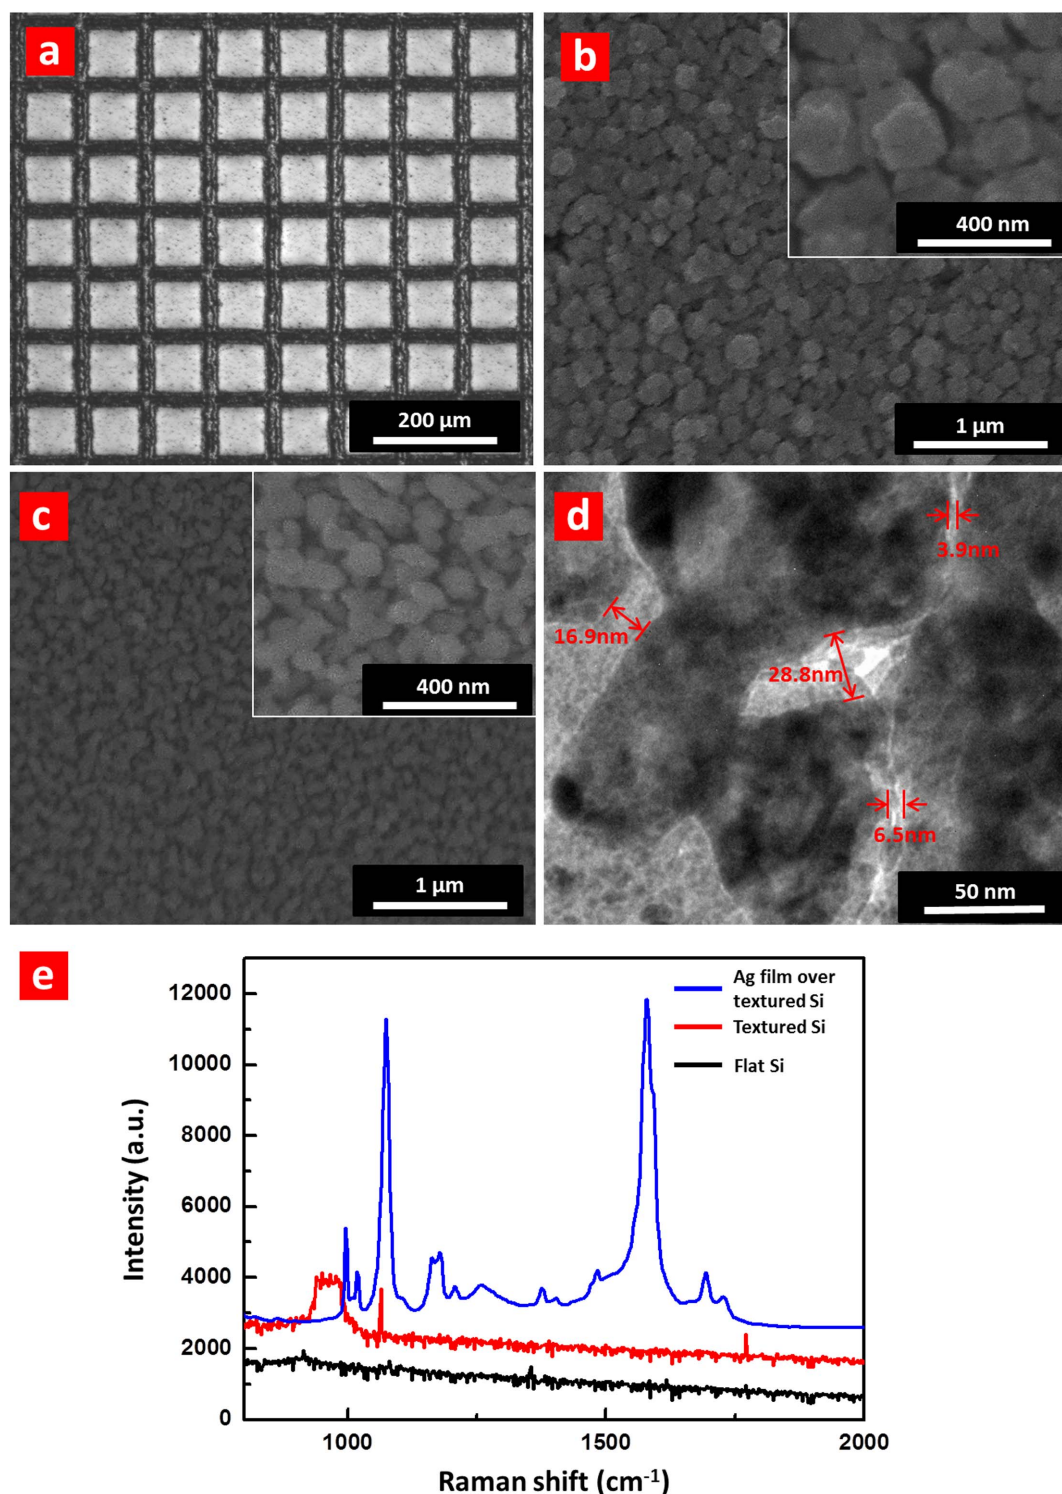 a
200 µm
b
400 nm
1 µm
c
400 nm
1 µm
d
3.9nm
16.9nm
28.8nm
6.5nm
50 nm
e
12000
10000
8000
6000
4000
2000
0
Intensity (a.u.)
Ag film over
textured Si
Textured Si
Flat Si
1000
1500
2000
Raman shift (cm⁻¹)